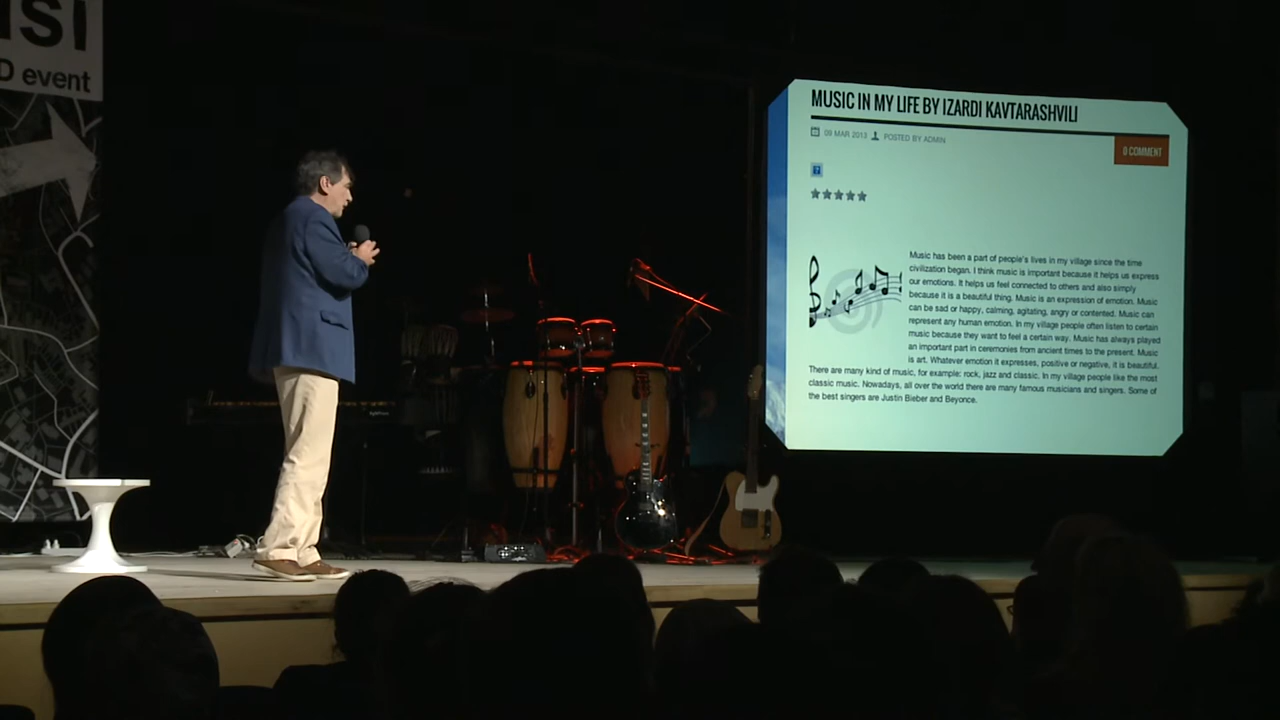 D event
MUSIC IN MY LIFE BY IZARDI KAVTARASHVILI
09 MAR 2013 POSTED BY ADMIN
0 COMMENT
Music has been a part of people's lives in my village since the time
civilization began. I think music is important because it helps us express
our emotions. It helps us feel connected to others and also simply
because it is a beautiful thing. Music is an expression of emotion. Music
can be sad or happy, calming, agitating, angry or contented. Music can
represent any human emotion. In my village people often listen to certain
music because they want to feel a certain way. Music has always played
an important part in ceremonies from ancient times to the present. Music
is art. Whatever emotion it expresses, positive or negative, it is beautiful.
There are many kind of music, for example: rock, jazz and classic. In my village people like the most
classic music. Nowadays, all over the world there are many famous musicians and singers. Some of
the best singers are Justin Bieber and Beyonce.